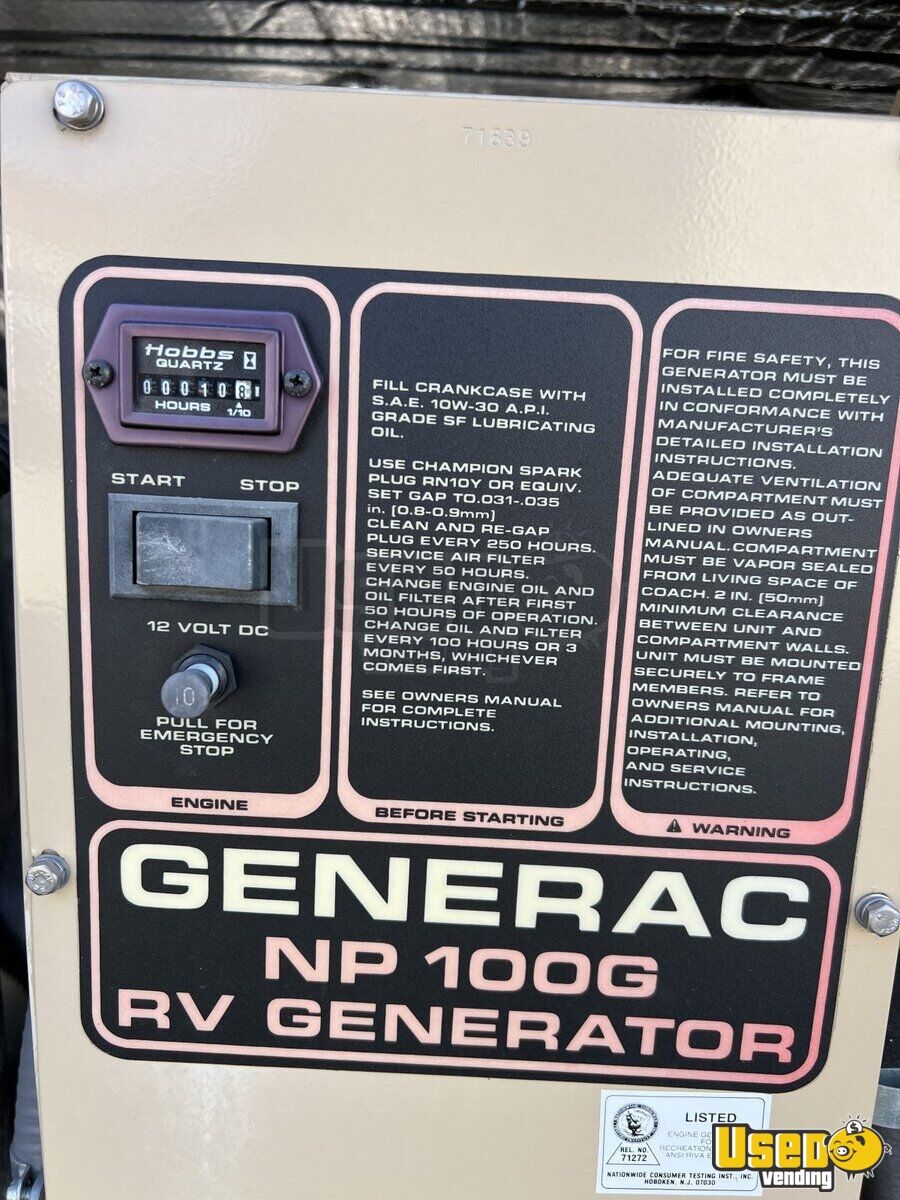 71839
Hobbs
QUARTZ
000108
HOURS 1/10
START STOP
12 VOLT DC
10
PULL FOR
EMERGENCY
STOP
ENGINE
FILL CRANKCASE WITH
S.A.E. 10W-30 A.P.I.
GRADE SF LUBRICATING
OIL.
USE CHAMPION SPARK
PLUG RN10Y OR EQUIV.
SET GAP TO.031-.035
in. [0.8-0.9mm]
CLEAN AND RE-GAP
PLUG EVERY 250 HOURS.
SERVICE AIR FILTER
EVERY 50 HOURS.
CHANGE ENGINE OIL AND
OIL FILTER AFTER FIRST
50 HOURS OF OPERATION.
CHANGE OIL AND FILTER
EVERY 100 HOURS OR 3
MONTHS, WHICHEVER
COMES FIRST.
SEE OWNERS MANUAL
FOR COMPLETE
INSTRUCTIONS.
BEFORE STARTING
FOR FIRE SAFETY, THIS
GENERATOR MUST BE
INSTALLED COMPLETELY
IN CONFORMANCE WITH
MANUFACTURER'S
DETAILED INSTALLATION
INSTRUCTIONS.
ADEQUATE VENTILATION
OF COMPARTMENT MUST
BE PROVIDED AS OUT-
LINED IN OWNERS
MANUAL. COMPARTMENT
MUST BE VAPOR SEALED
FROM LIVING SPACE OF
COACH. 2 IN. [50mm]
MINIMUM CLEARANCE
BETWEEN UNIT AND
COMPARTMENT WALLS.
UNIT MUST BE MOUNTED
SECURELY TO FRAME
MEMBERS. REFER TO
OWNERS MANUAL FOR
ADDITIONAL MOUNTING,
INSTALLATION,
OPERATING,
AND SERVICE
INSTRUCTIONS.
WARNING
GENERAC
NP 100G
RV GENERATOR
LISTED
ENGINE GE
RECREATION
ANSI/RVIA E
REL. NO.
71272
NATIONWIDE CONSUMER TESTING INST., INC.
HOBOKEN, N.J. 07030
Used
vending